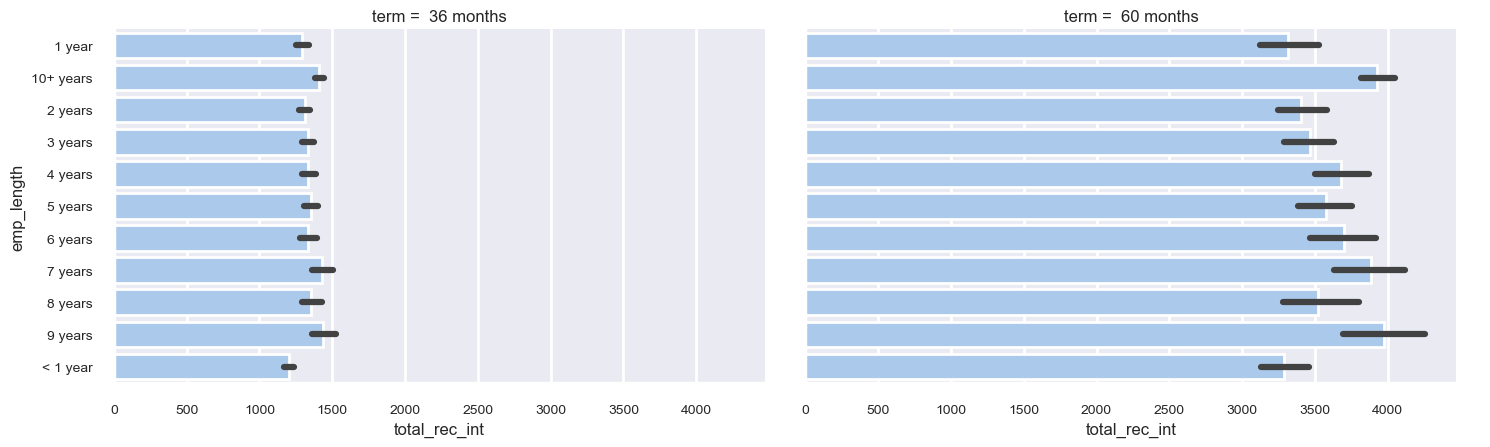 term =  36 months
term =  60 months
emp_length
1 year
10+ years
2 years
3 years
4 years
5 years
6 years
7 years
8 years
9 years
< 1 year
0 500 1000 1500 2000 2500 3000 3500 4000
0 500 1000 1500 2000 2500 3000 3500 4000
total_rec_int
total_rec_int